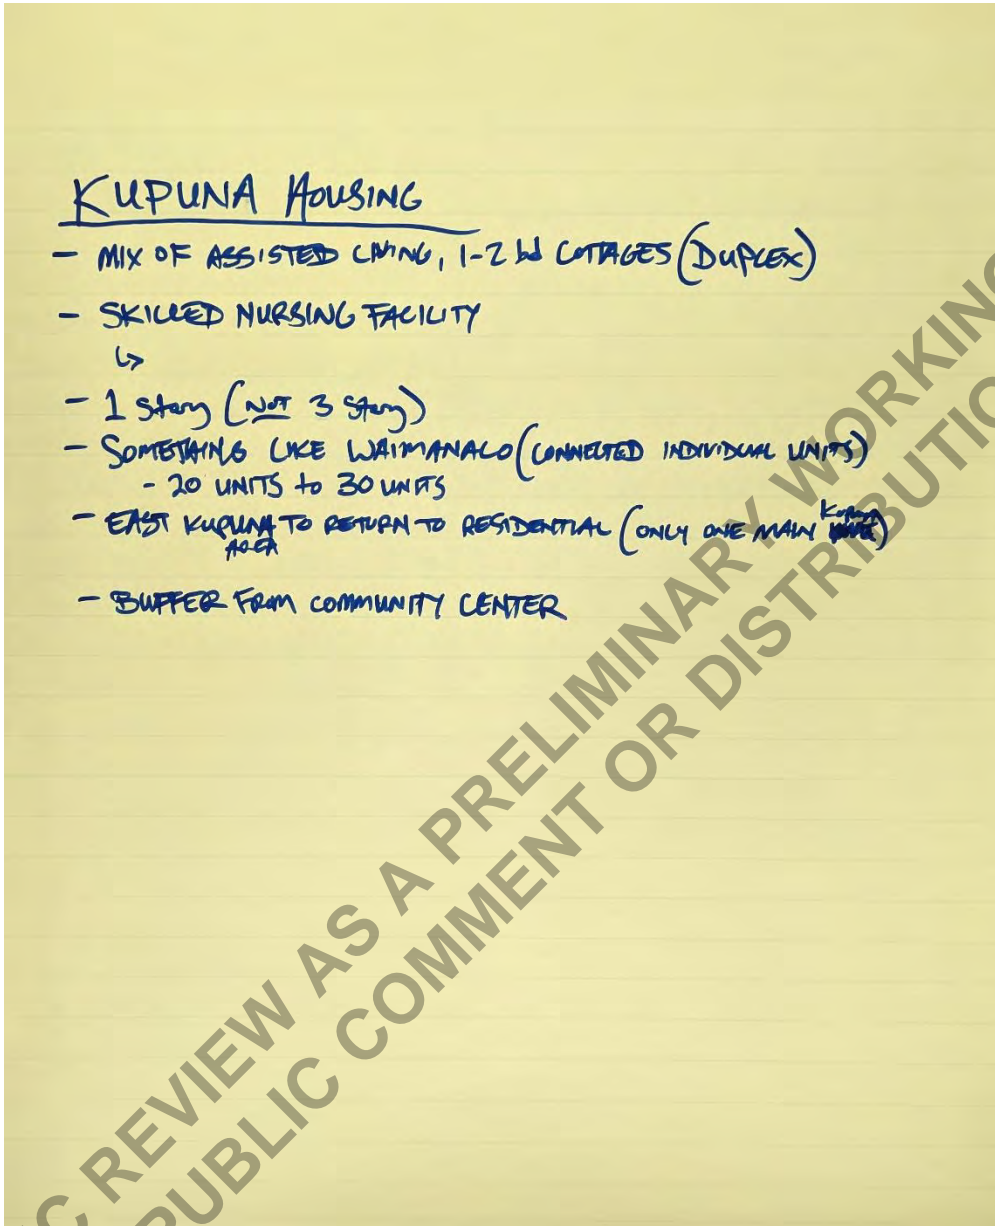 KUPUNA HOUSING
- MIX OF ASSISTED LIVING, 1-2 bd COTTAGES (DUPLEX)
- SKILLED NURSING FACILITY
↳
- 1 Story (NOT 3 Story)
- SOMETHING LIKE WAIMANALO (CONNECTED INDIVIDUAL UNITS)
- 20 UNITS to 30 UNITS
- EAST KUPUNA AREA TO RETURN TO RESIDENTIAL (ONLY ONE MAIN Kupuna)
- BUFFER FROM COMMUNITY CENTER
C REVIEW AS A PRELIMINARY WORKING
PUBLIC COMMENT OR DISTRIBUTIO